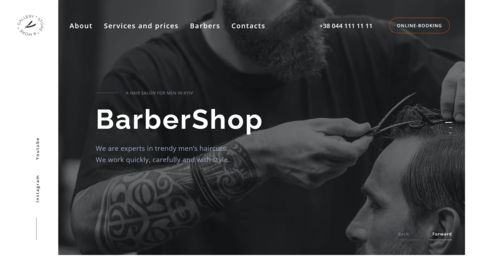 About Services and prices Barbers Contacts +38 044 111 11 11 ONLINE-BOOKING
A HAIR SALON FOR MEN IN KYIV
BarberShop
We are experts in trendy men's haircuts.
We work quickly, carefully and with style.
Youtube
Instagram
Back Forward